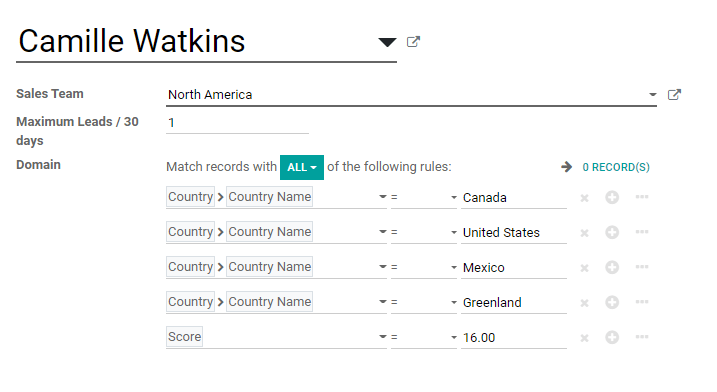 Camille Watkins
Sales Team North America
Maximum Leads / 30 days 1
Domain Match records with ALL of the following rules: 0 RECORD(S)
Country Country Name = Canada
Country Country Name = United States
Country Country Name = Mexico
Country Country Name = Greenland
Score = 16.00